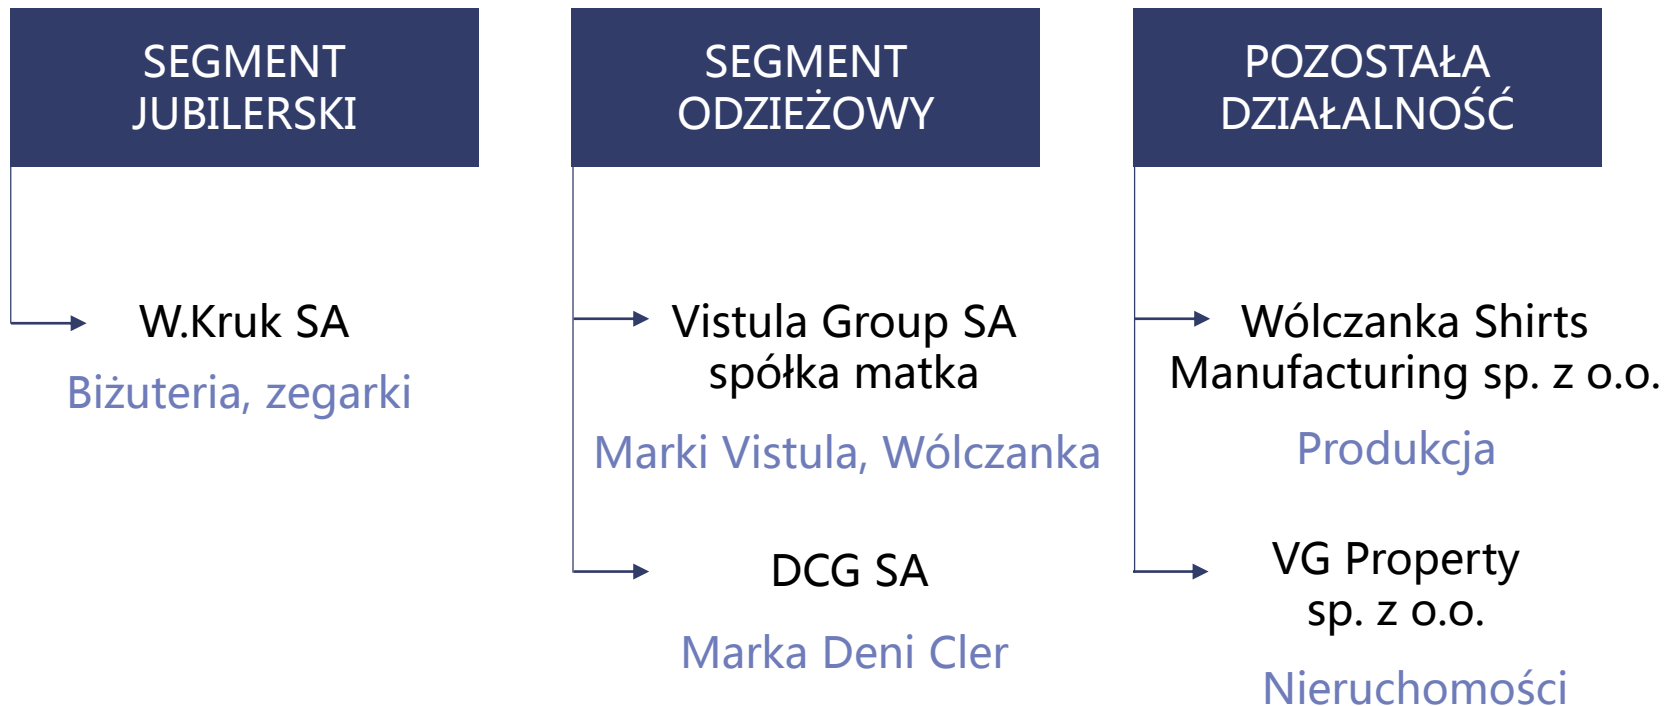 SEGMENT
JUBILERSKI
W.Kruk SA
Biżuteria, zegarki
SEGMENT
ODZIEŻOWY
Vistula Group SA
spółka matka
Marki Vistula, Wólczanka
DCG SA
Marka Deni Cler
POZOSTAŁA
DZIAŁALNOŚĆ
Wólczanka Shirts
Manufacturing sp. z o.o.
Produkcja
VG Property
sp. z o.o.
Nieruchomości